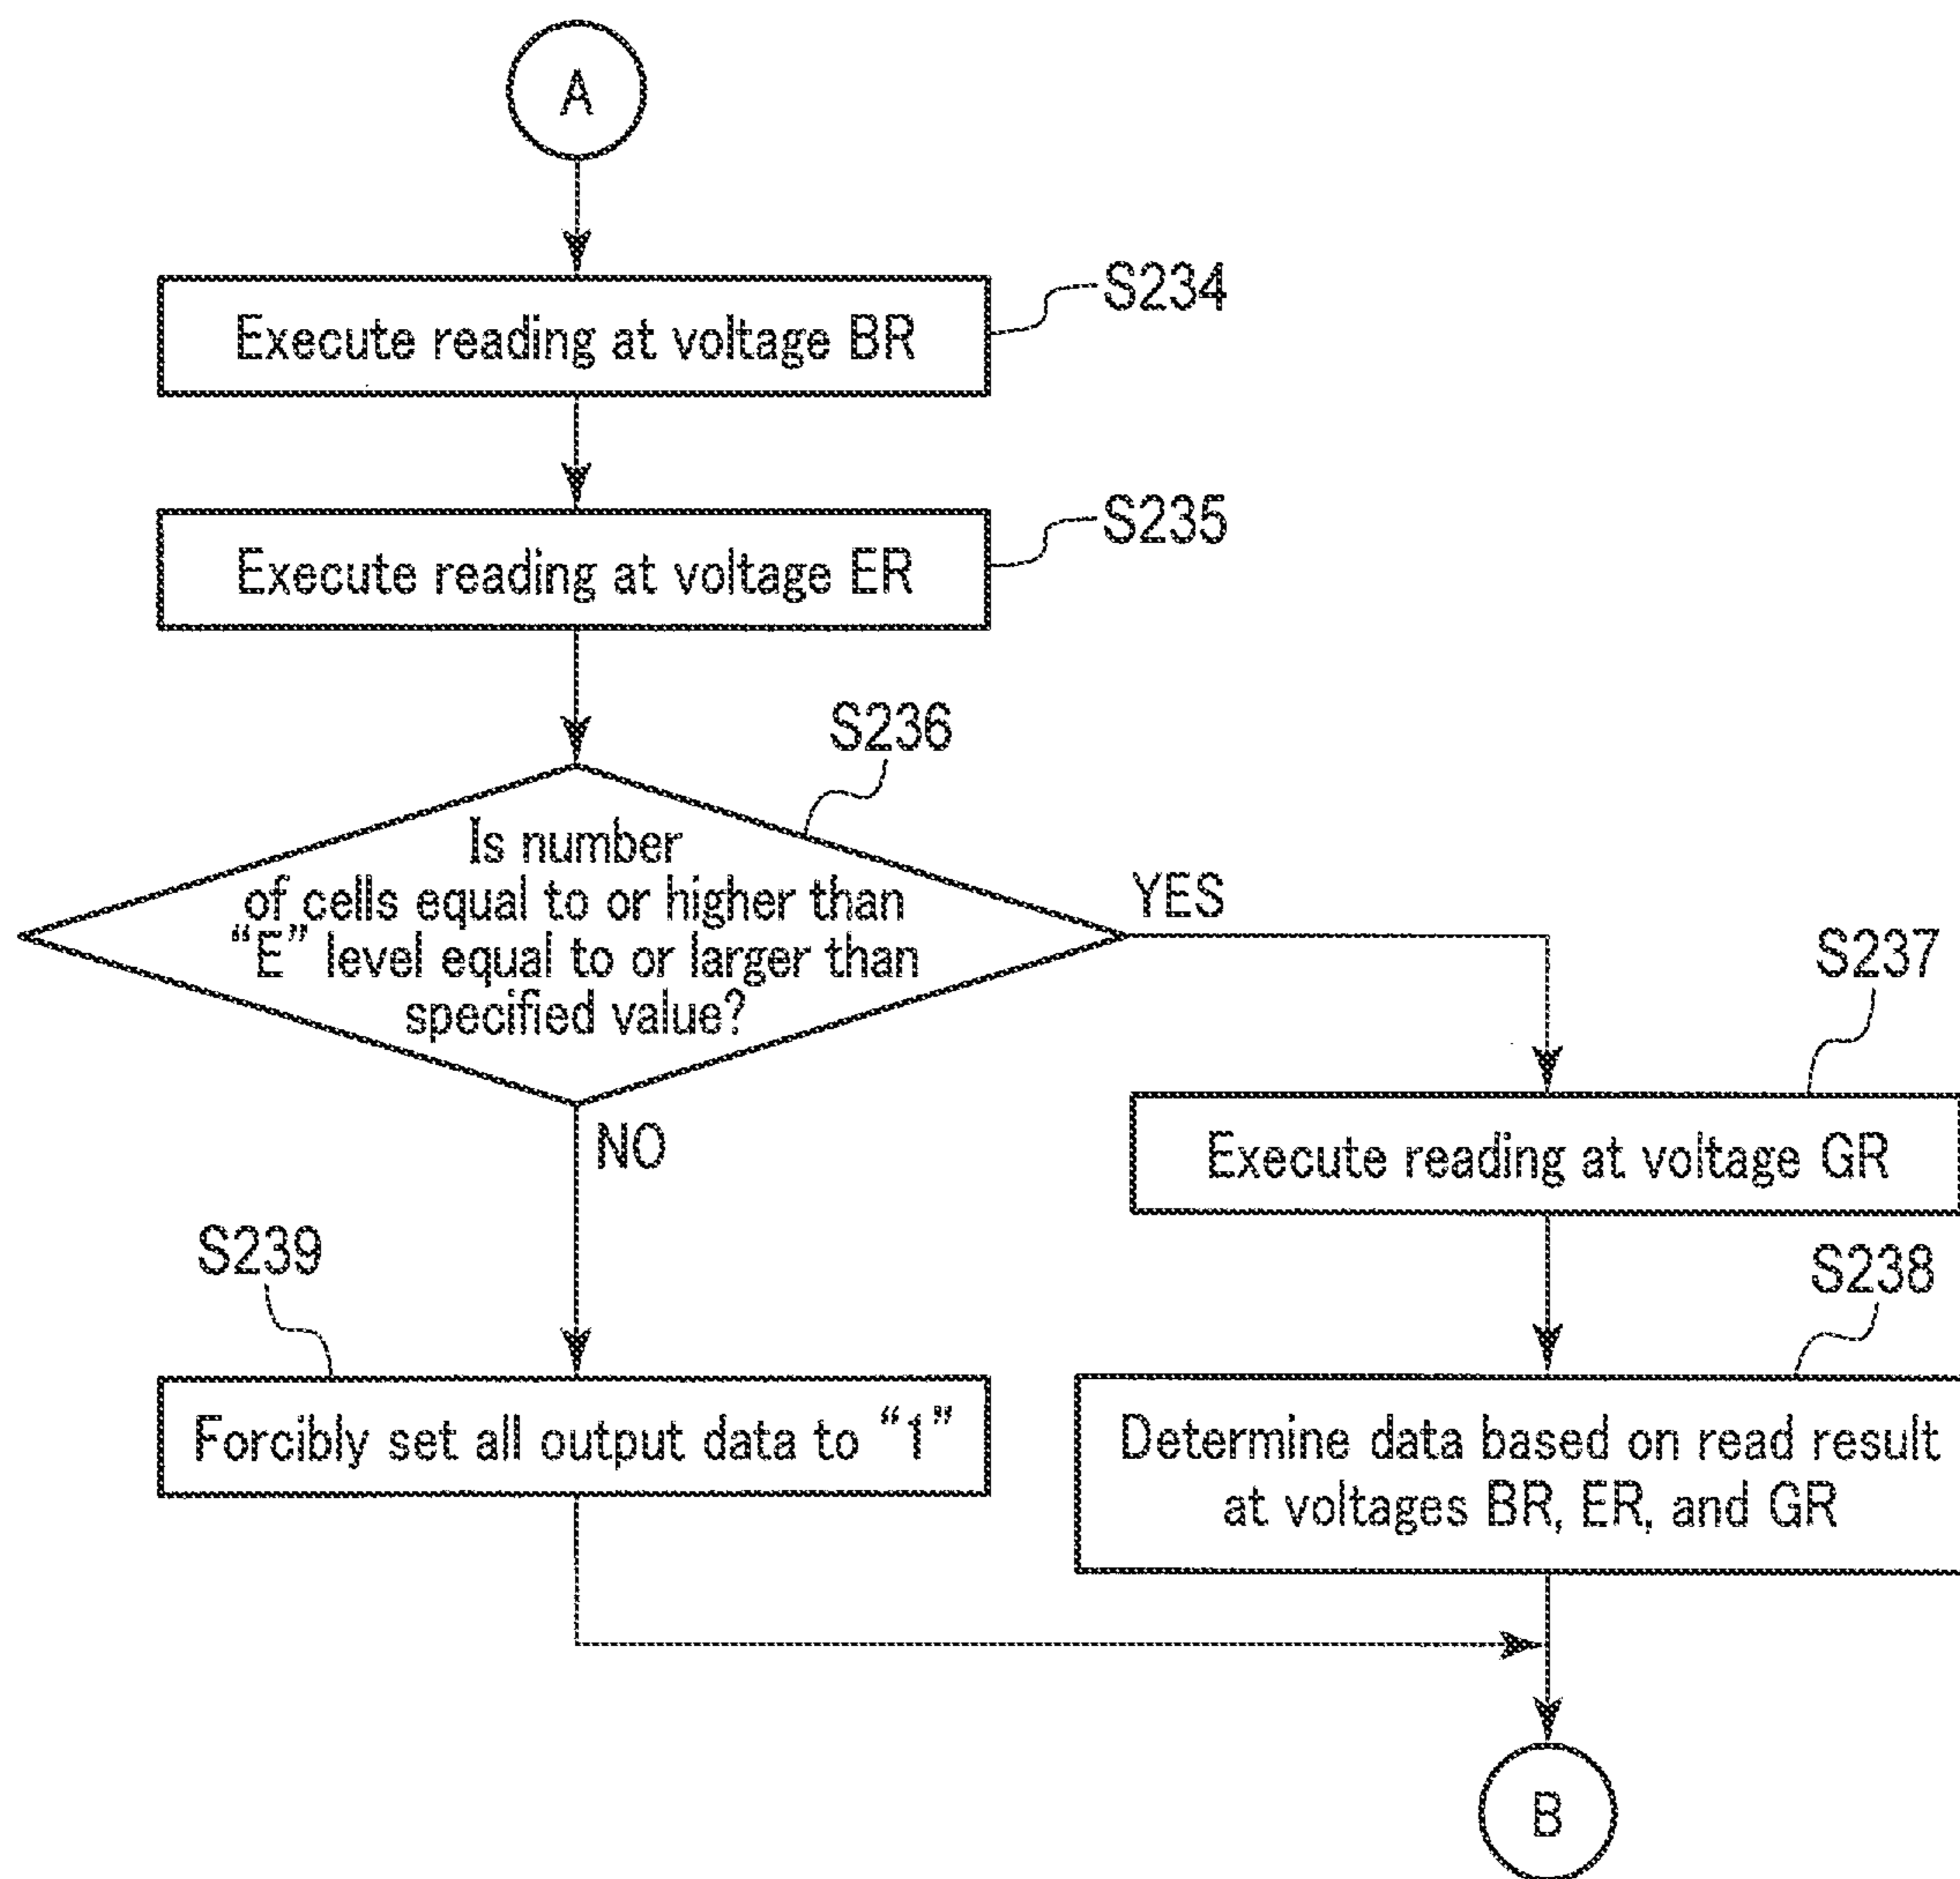 A
S234
Execute reading at voltage BR
S235
Execute reading at voltage ER
S236
Is number
of cells equal to or higher than
“E” level equal to or larger than
specified value?
YES
NO
S237
Execute reading at voltage GR
S239
Forcibly set all output data to “1”
S238
Determine data based on read result
at voltages BR, ER, and GR
B